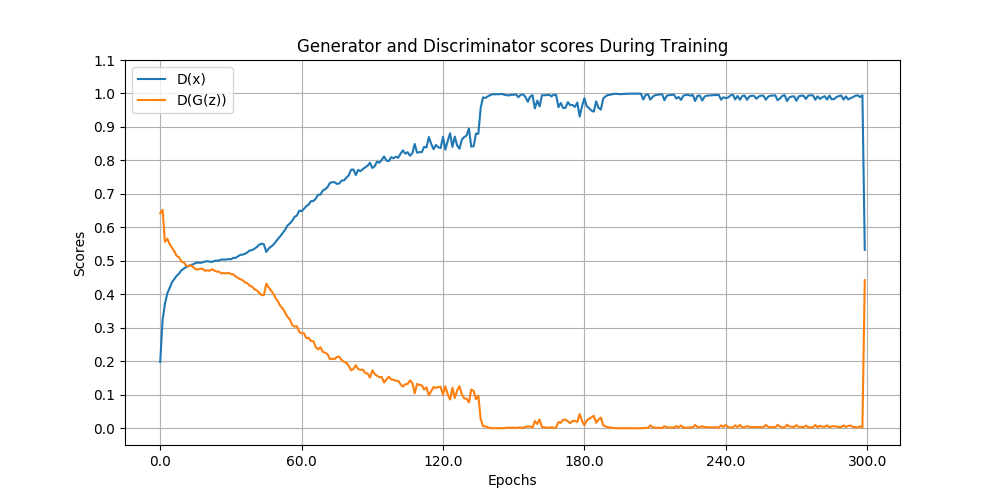 Generator and Discriminator scores During Training
D(x)
D(G(z))
1.1
1.0
0.9
0.8
0.7
0.6
0.5
0.4
0.3
0.2
0.1
0.0
Scores
0.0 60.0 120.0 180.0 240.0 300.0
Epochs